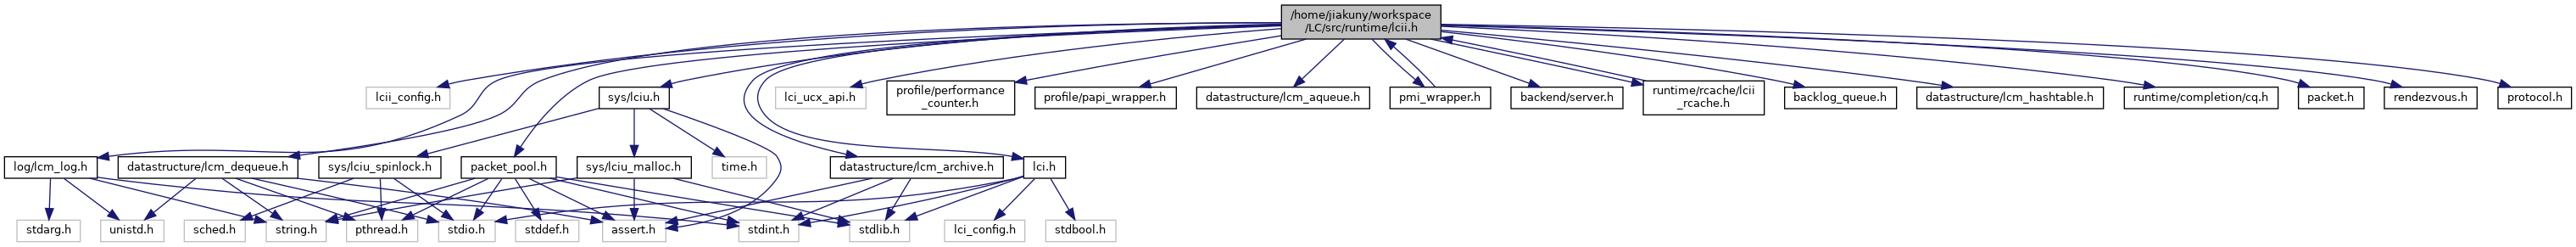 /home/jiakuny/workspace
/LC/src/runtime/lcii.h
lcii_config.h
sys/lciu.h
lci_ucx_api.h
profile/performance
_counter.h
profile/papi_wrapper.h
datastructure/lcm_aqueue.h
pmi_wrapper.h
backend/server.h
runtime/rcache/lcii
_rcache.h
backlog_queue.h
datastructure/lcm_hashtable.h
runtime/completion/cq.h
packet.h
rendezvous.h
protocol.h
log/lcm_log.h
datastructure/lcm_dequeue.h
sys/lciu_spinlock.h
packet_pool.h
sys/lciu_malloc.h
time.h
datastructure/lcm_archive.h
lci.h
stdarg.h
unistd.h
sched.h
string.h
pthread.h
stdio.h
stddef.h
assert.h
stdint.h
stdlib.h
lci_config.h
stdbool.h